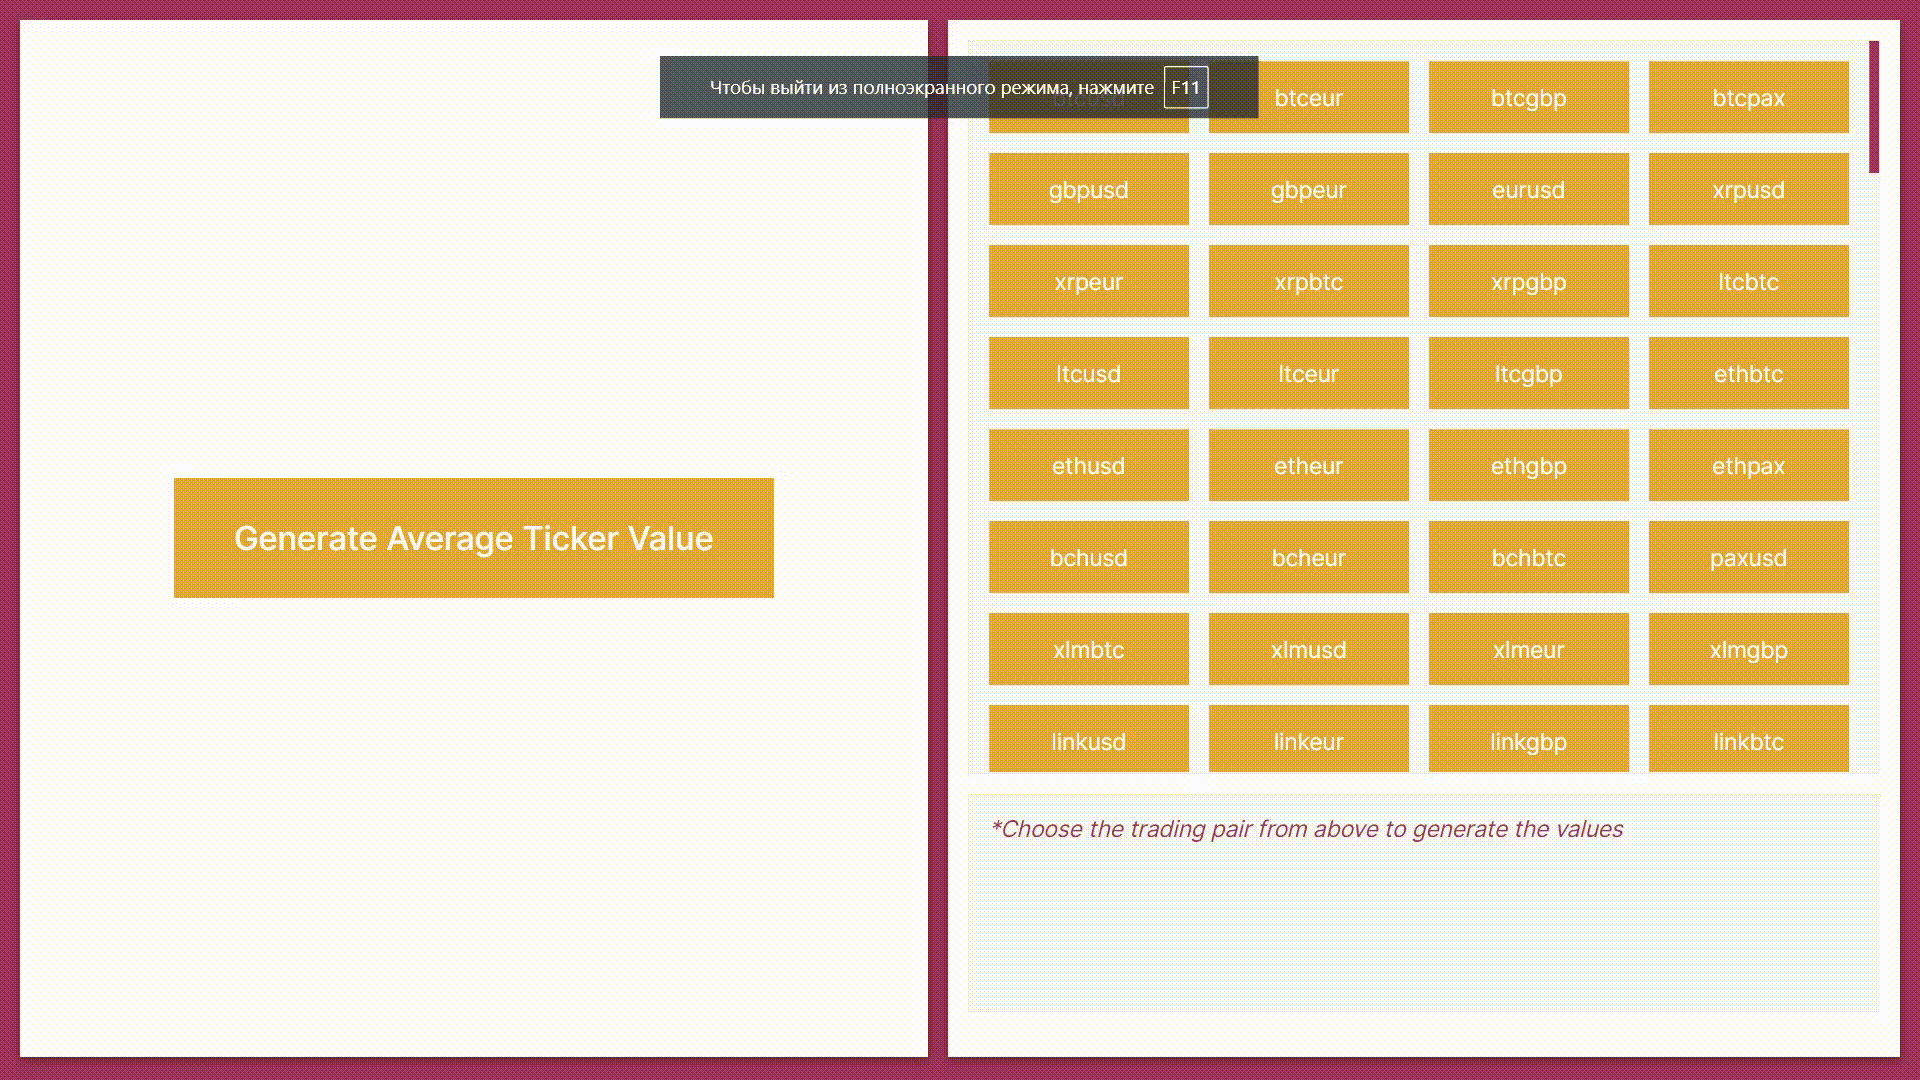 Чтобы выйти из полноэкранного режима, нажмите F11
btcusd btceur btcgbp btcpax
gbpusd gbpeur eurusd xrpusd
xrpeur xrpbtc xrpgbp ltcbtc
ltcusd ltceur ltcgbp ethbtc
Generate Average Ticker Value
ethusd etheur ethgbp ethpax
bchusd bcheur bchbtc paxusd
xlmbtc xlmusd xlmeur xlmgbp
linkusd linkeur linkgbp linkbtc
*Choose the trading pair from above to generate the values